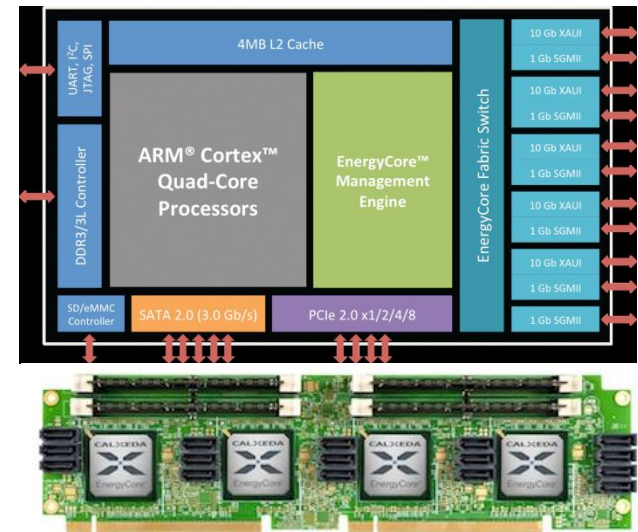 UART, I²C,
JTAG, SPI
4MB L2 Cache
DDR3/3L Controller
ARM® Cortex™
Quad-Core
Processors
EnergyCore™
Management
Engine
EnergyCore Fabric Switch
10 Gb XAUI
1 Gb SGMII
10 Gb XAUI
1 Gb SGMII
10 Gb XAUI
1 Gb SGMII
10 Gb XAUI
1 Gb SGMII
10 Gb XAUI
1 Gb SGMII
1 Gb SGMII
SD/eMMC
Controller
SATA 2.0 (3.0 Gb/s)
PCIe 2.0 x1/2/4/8
CALXEDA
EnergyCore
CALXEDA
EnergyCore
CALXEDA
EnergyCore
CALXEDA
EnergyCore